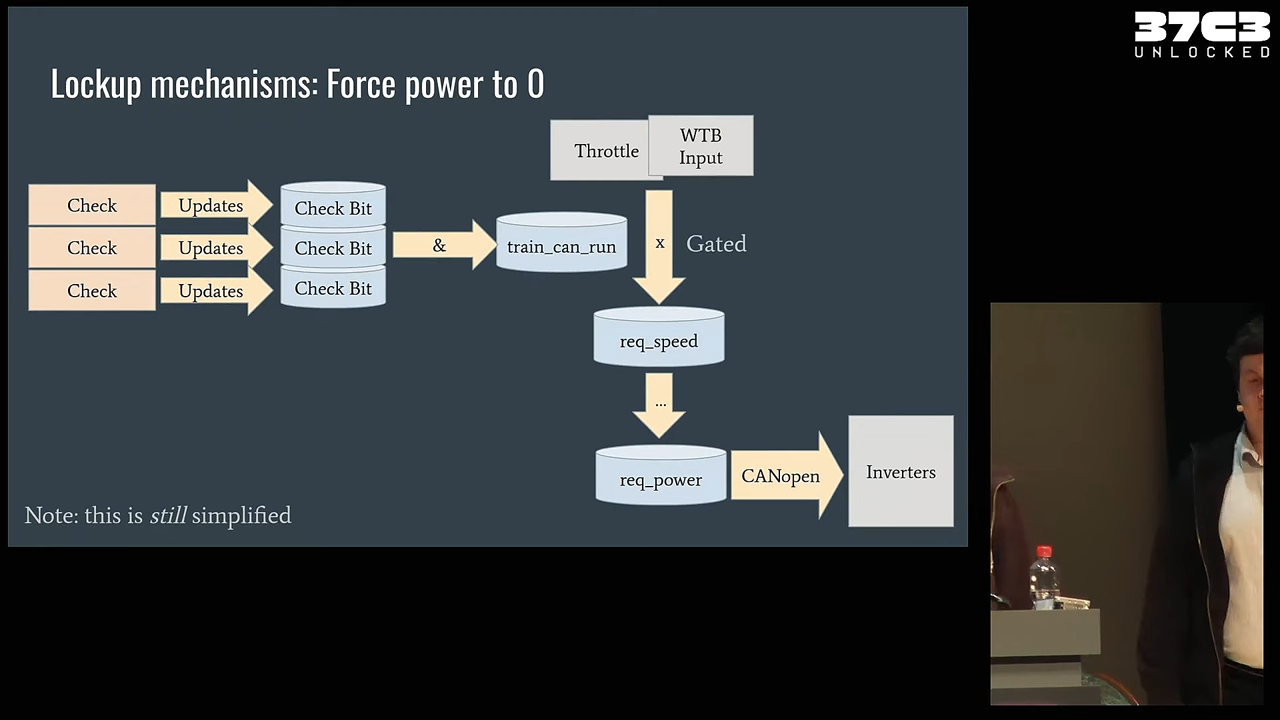 37C3
UNLOCKED
Lockup mechanisms: Force power to 0
Throttle
WTB
Input
Check
Updates
Check Bit
Check
Updates
Check Bit
Check
Updates
Check Bit
&
train_can_run
x
Gated
req_speed
...
req_power
CANopen
Inverters
Note: this is still simplified